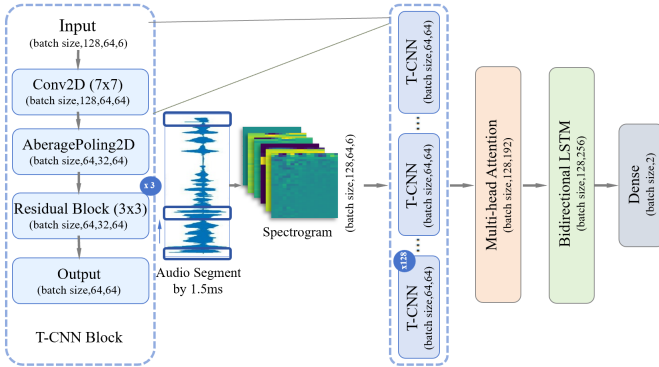 Input
(batch size,128,64,6)
Conv2D (7x7)
(batch size,128,64,64)
AberagePoling2D
(batch size,64,32,64)
x 3
Residual Block (3x3)
(batch size,64,32,64)
Output
(batch size,64,64)
T-CNN Block
Audio Segment
by 1.5ms
Spectrogram
(batch size,128,64,6)
T-CNN
(batch size,64,64)
...
T-CNN
(batch size,64,64)
...
x128
T-CNN
(batch size,64,64)
Multi-head Attention
(batch size,128,192)
Bidirectional LSTM
(batch size,128,256)
Dense
(batch size,2)